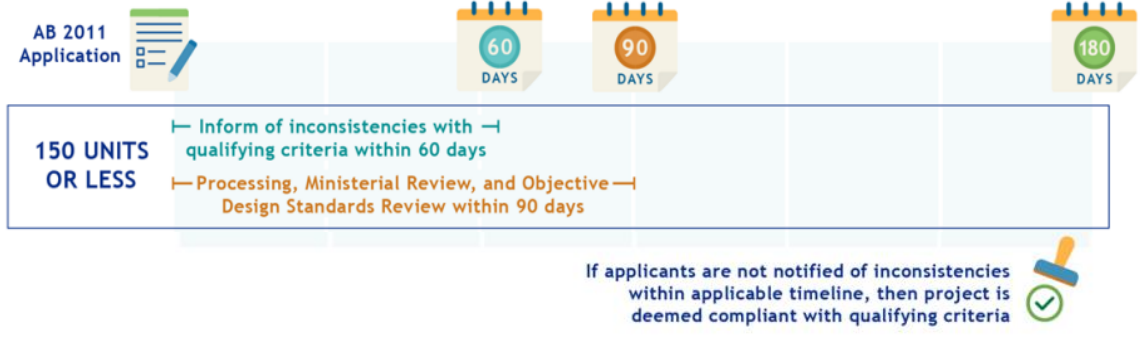 AB 2011
Application
60
DAYS
90
DAYS
180
DAYS
150 UNITS
OR LESS
Inform of inconsistencies with
qualifying criteria within 60 days
Processing, Ministerial Review, and Objective
Design Standards Review within 90 days
If applicants are not notified of inconsistencies
within applicable timeline, then project is
deemed compliant with qualifying criteria